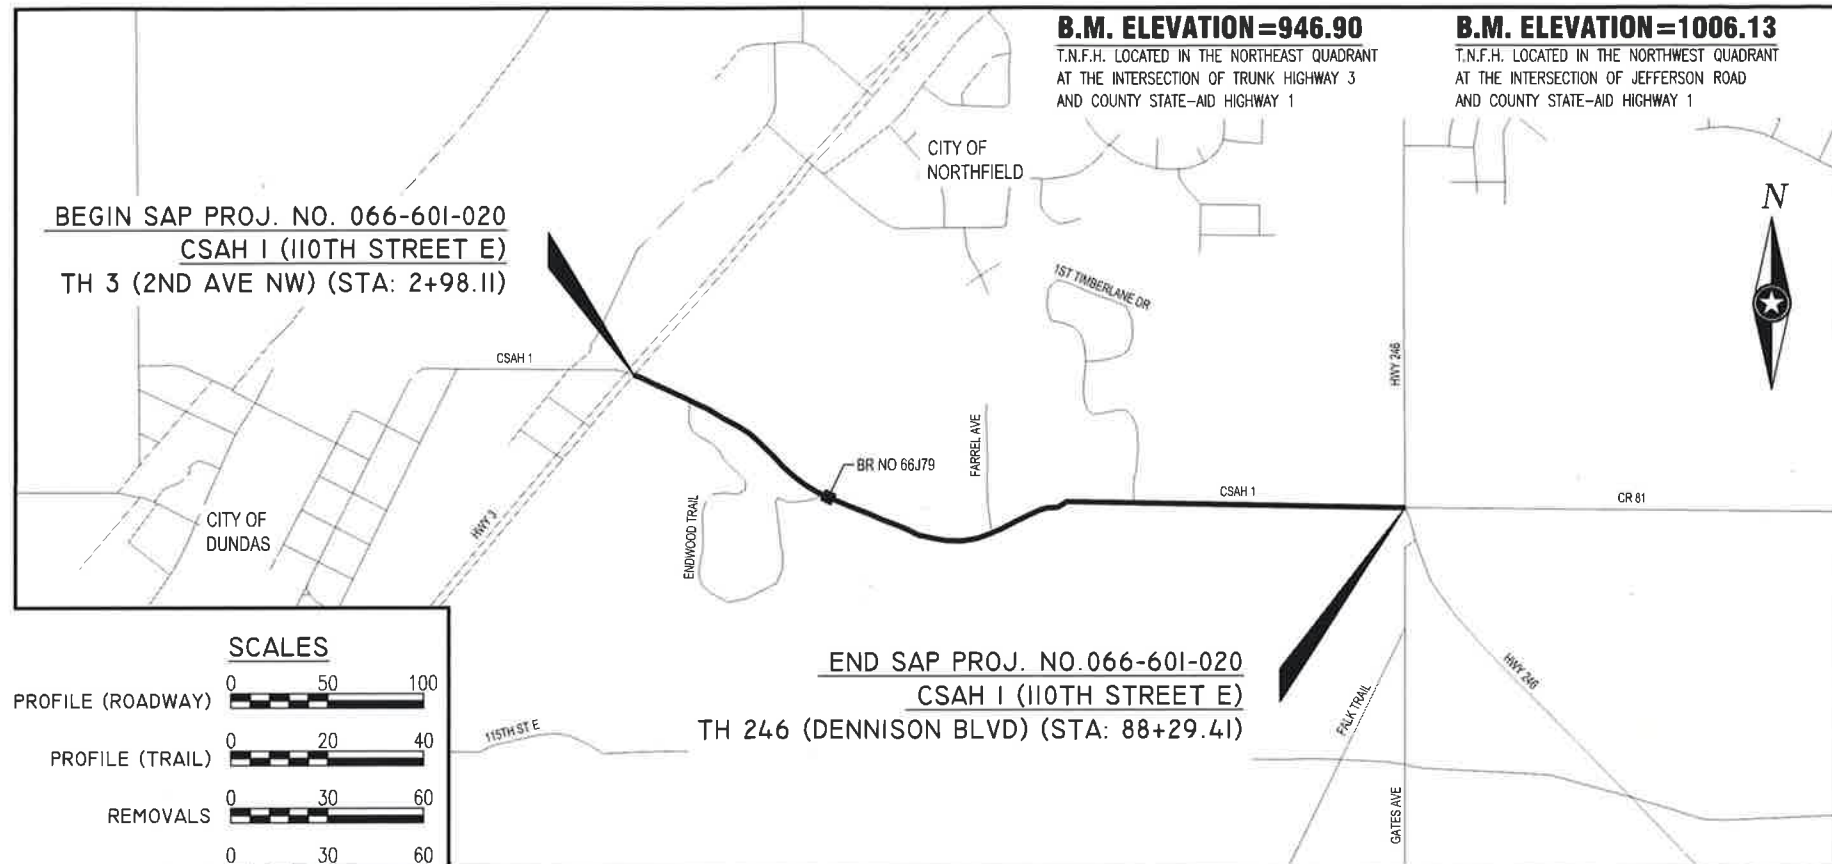 B.M. ELEVATION=946.90
T.N.F.H. LOCATED IN THE NORTHEAST QUADRANT
AT THE INTERSECTION OF TRUNK HIGHWAY 3
AND COUNTY STATE-AID HIGHWAY 1
B.M. ELEVATION=1006.13
T.N.F.H. LOCATED IN THE NORTHWEST QUADRANT
AT THE INTERSECTION OF JEFFERSON ROAD
AND COUNTY STATE-AID HIGHWAY 1
CITY OF
NORTHFIELD
N
BEGIN SAP PROJ. NO. 066-601-020
CSAH 1 (110TH STREET E)
TH 3 (2ND AVE NW) (STA: 2+98.11)
1ST TIMBERLANE DR
CSAH 1
HWY 246
BR NO 66J79
FARREL AVE
CSAH 1
CR 81
CITY OF
DUNDAS
HWY 3
ENDWOOD TRAIL
END SAP PROJ. NO.066-601-020
CSAH 1 (110TH STREET E)
TH 246 (DENNISON BLVD) (STA: 88+29.41)
HWY 246
FALK TRAIL
GATES AVE
115TH ST E
SCALES
0 50 100
PROFILE (ROADWAY)
0 20 40
PROFILE (TRAIL)
0 30 60
REMOVALS
0 30 60